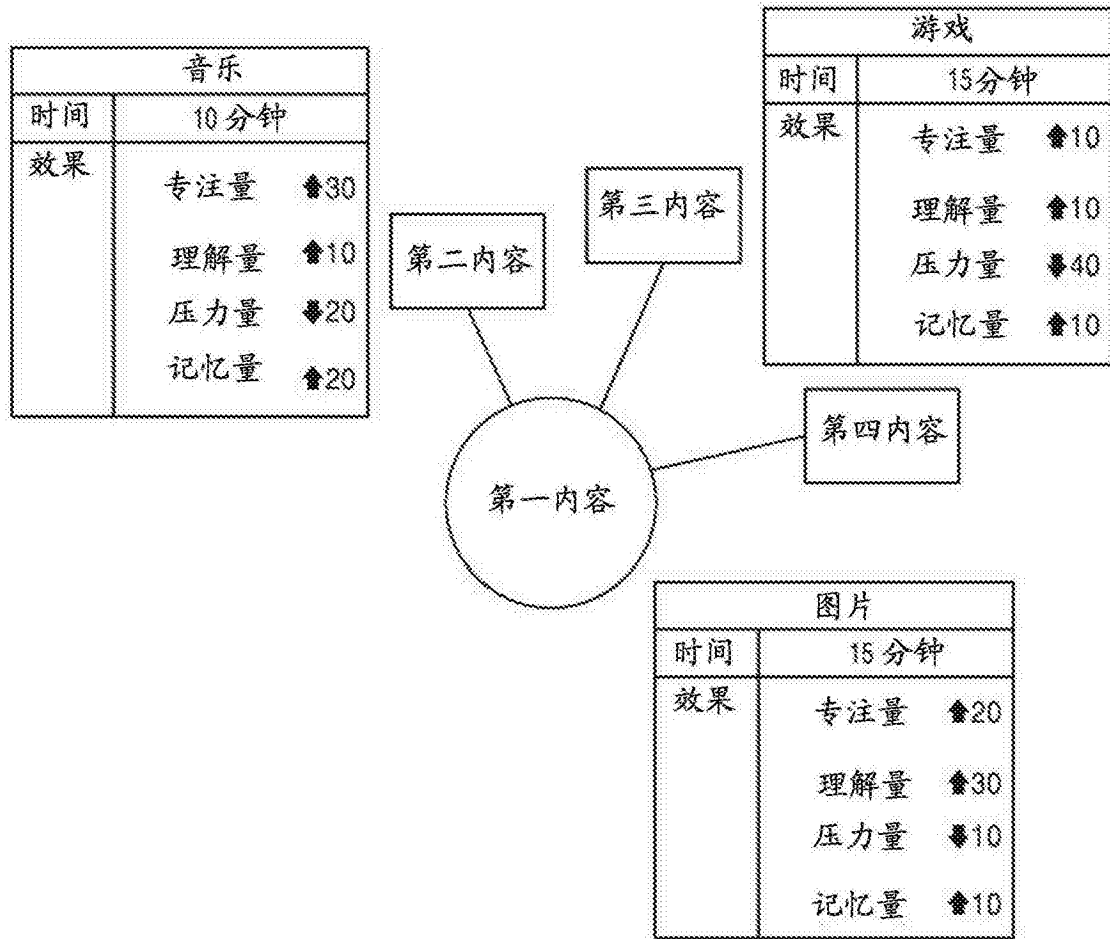 音乐
时间 10分钟
效果 专注量 ⬆30
理解量 ⬆10
压力量 ⬇20
记忆量 ⬆20
第二内容
第三内容
游戏
时间 15分钟
效果 专注量 ⬆10
理解量 ⬆10
压力量 ⬇40
记忆量 ⬆10
第四内容
第一内容
图片
时间 15分钟
效果 专注量 ⬆20
理解量 ⬆30
压力量 ⬇10
记忆量 ⬆10